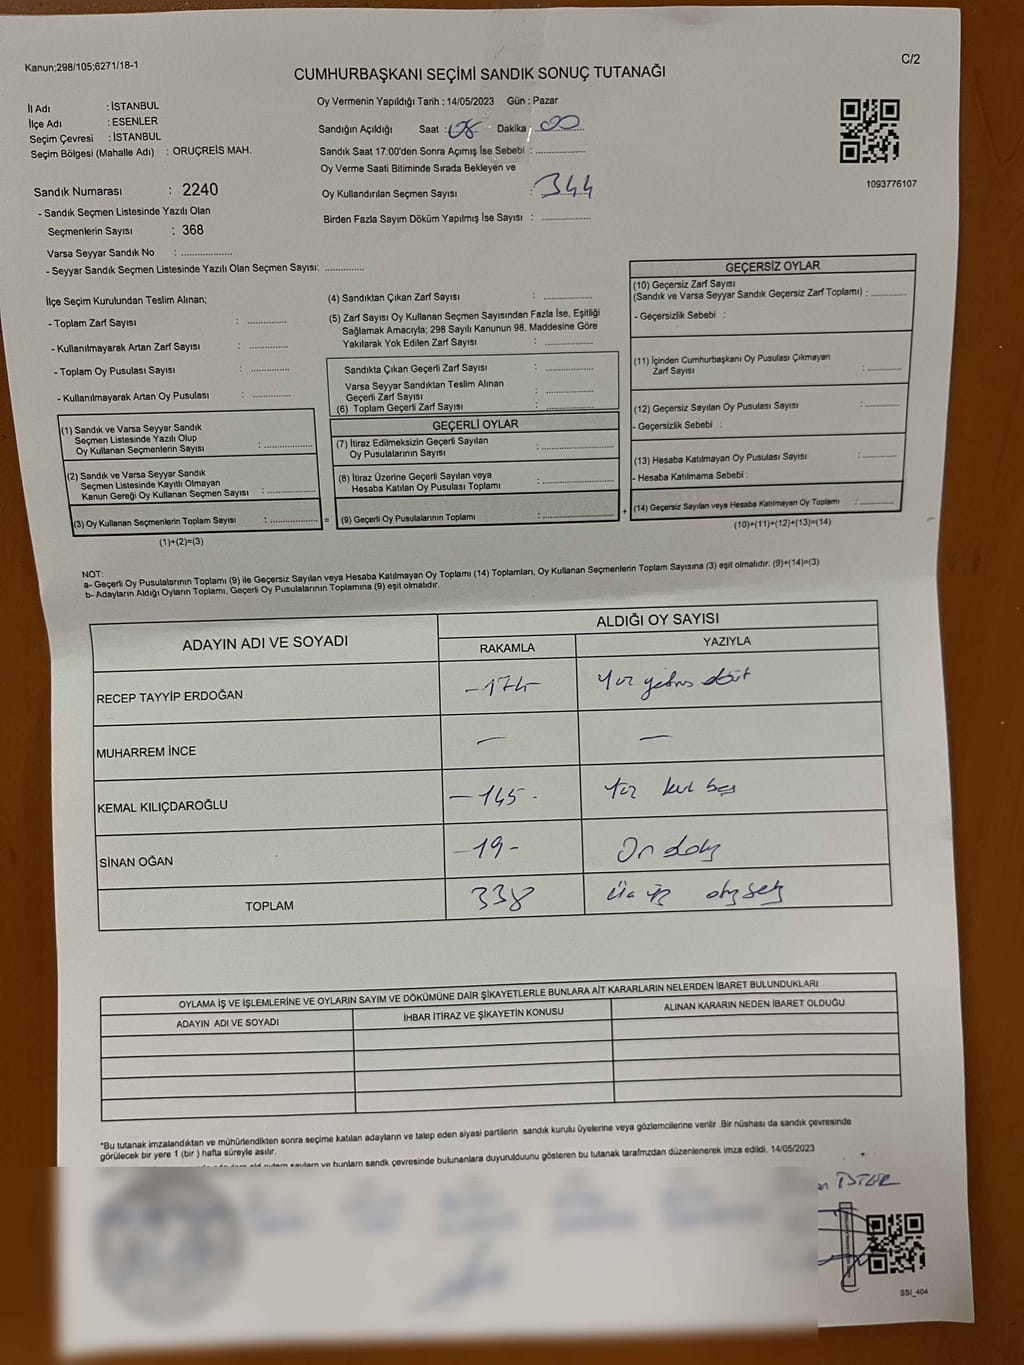 Kanun;298/105;6271/18-1
C/2
CUMHURBAŞKANI SEÇİMİ SANDIK SONUÇ TUTANAĞI
İl Adı : İSTANBUL
İlçe Adı : ESENLER
Seçim Çevresi : İSTANBUL
Seçim Bölgesi (Mahalle Adı) : ORUÇREİS MAH.
Sandık Numarası : 2240
- Sandık Seçmen Listesinde Yazılı Olan
Seçmenlerin Sayısı : 368
Varsa Seyyar Sandık No : ....................
- Seyyar Sandık Seçmen Listesinde Yazılı Olan Seçmen Sayısı: ...............
Oy Vermenin Yapıldığı Tarih : 14/05/2023 Gün : Pazar
Sandığın Açıldığı Saat : 08 Dakika : 00
Sandık Saat 17:00'den Sonra Açımış İse Sebebi : ....................
Oy Verme Saati Bitiminde Sırada Bekleyen ve
Oy Kullandırılan Seçmen Sayısı : 344
Birden Fazla Sayım Döküm Yapılmış İse Sayısı : ....................
1093776107
İlçe Seçim Kurulundan Teslim Alınan;
- Toplam Zarf Sayısı : ...............
- Kullanılmayarak Artan Zarf Sayısı : ...............
- Toplam Oy Pusulası Sayısı : ...............
- Kullanılmayarak Artan Oy Pusulası : ...............
(1) Sandık ve Varsa Seyyar Sandık
Seçmen Listesinde Yazılı Olup
Oy Kullanan Seçmenlerin Sayısı : ...............
(2) Sandık ve Varsa Seyyar Sandık
Seçmen Listesinde Kayıtlı Olmayan
Kanun Gereği Oy Kullanan Seçmen Sayısı : ...............
(3) Oy Kullanan Seçmenlerin Toplam Sayısı : ...............
(1)+(2)=(3)
=
(4) Sandıktan Çıkan Zarf Sayısı : ...............
(5) Zarf Sayısı Oy Kullanan Seçmen Sayısından Fazla İse, Eşitliği
Sağlamak Amacıyla; 298 Sayılı Kanunun 98. Maddesine Göre
Yakılarak Yok Edilen Zarf Sayısı : ...............
Sandıkta Çıkan Geçerli Zarf Sayısı : ...............
Varsa Seyyar Sandıktan Teslim Alınan
Geçerli Zarf Sayısı : ...............
(6) Toplam Geçerli Zarf Sayısı : ...............
GEÇERLİ OYLAR
(7) İtiraz Edilmeksizin Geçerli Sayılan
Oy Pusulalarının Sayısı : ...............
(8) İtiraz Üzerine Geçerli Sayılan veya
Hesaba Katılan Oy Pusulası Toplamı : ...............
(9) Geçerli Oy Pusulalarının Toplamı : ...............
+
GEÇERSİZ OYLAR
(10) Geçersiz Zarf Sayısı
(Sandık ve Varsa Seyyar Sandık Geçersiz Zarf Toplamı) : ...............
- Geçersizlik Sebebi :
(11) İçinden Cumhurbaşkanı Oy Pusulası Çıkmayan
Zarf Sayısı : ...............
(12) Geçersiz Sayılan Oy Pusulası Sayısı : ...............
- Geçersizlik Sebebi :
(13) Hesaba Katılmayan Oy Pusulası Sayısı : ...............
- Hesaba Katılmama Sebebi :
(14) Geçersiz Sayılan veya Hesaba Katılmayan Oy Toplamı : ...............
(10)+(11)+(12)+(13)=(14)
NOT:
a- Geçerli Oy Pusulalarının Toplamı (9) ile Geçersiz Sayılan veya Hesaba Katılmayan Oy Toplamı (14) Toplamları, Oy Kullanan Seçmenlerin Toplam Sayısına (3) eşit olmalıdır. (9)+(14)=(3)
b- Adayların Aldığı Oyların Toplamı, Geçerli Oy Pusulalarının Toplamına (9) eşit olmalıdır.
ADAYIN ADI VE SOYADI
ALDIĞI OY SAYISI
RAKAMLA YAZIYLA
RECEP TAYYİP ERDOĞAN -174- Yüz yetmiş dört
MUHARREM İNCE — —
KEMAL KILIÇDAROĞLU -145- Yüz kırk beş
SİNAN OĞAN -19- On dokuz
TOPLAM 338 Üç yüz otuz sekiz
OYLAMA İŞ VE İŞLEMLERİNE VE OYLARIN SAYIM VE DÖKÜMÜNE DAİR ŞİKAYETLERLE BUNLARA AİT KARARLARIN NELERDEN İBARET BULUNDUKLARI
ADAYIN ADI VE SOYADI İHBAR İTİRAZ VE ŞİKAYETİN KONUSU ALINAN KARARIN NEDEN İBARET OLDUĞU
*Bu tutanak imzalandıktan ve mühürlendikten sonra seçime katılan adayların ve talep eden siyasi partilerin sandık kurulu üyelerine veya gözlemcilerine verilir .Bir nüshası da sandık çevresinde
görülecek bir yere 1 (bir ) hafta süreyle asılır.
ve bunların sandk çevresinde bulunanlara duyurulduunu gösteren bu tutanak tarafmzdan düzenlenerek imza edildi. 14/05/2023
SSI_404